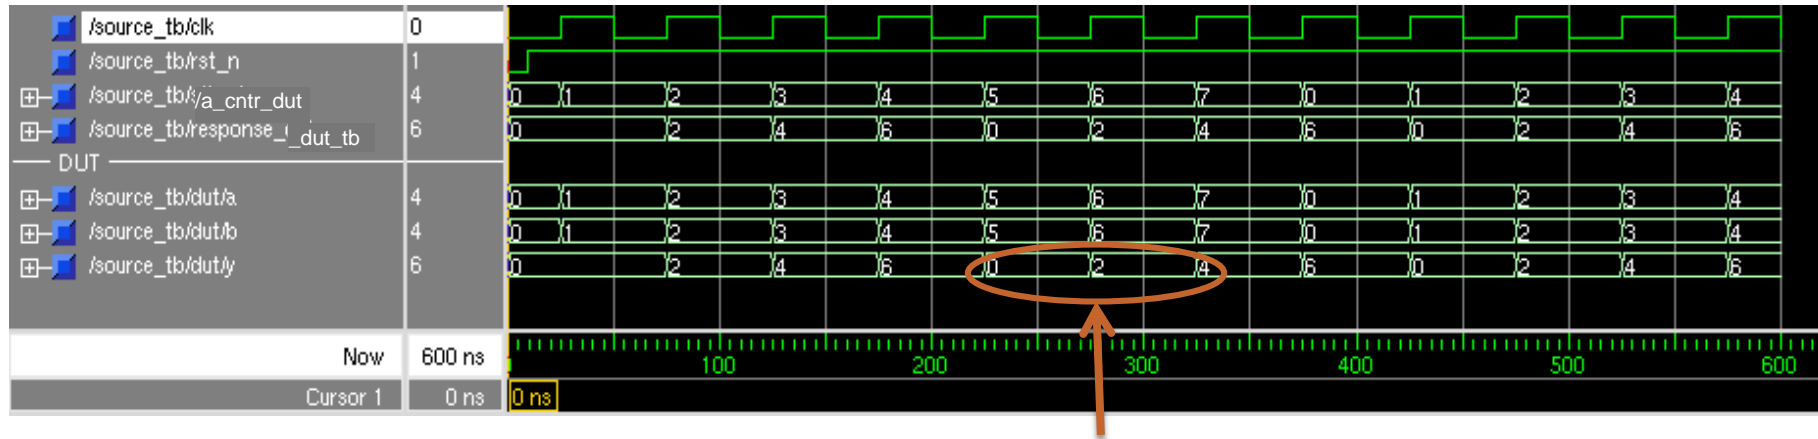 /source_tb/clk 0
/source_tb/rst_n 1
/source_tb/ /a_cntr_dut 4 0 1 2 3 4 5 6 7 0 1 2 3 4
/source_tb/response_ _dut_tb 6 0 2 4 6 0 2 4 6 0 2 4 6
DUT
/source_tb/dut/a 4 0 1 2 3 4 5 6 7 0 1 2 3 4
/source_tb/dut/b 4 0 1 2 3 4 5 6 7 0 1 2 3 4
/source_tb/dut/y 6 0 2 4 6 0 2 4 6 0 2 4 6
Now 600 ns 100 200 300 400 500 600
Cursor 1 0 ns 0 ns